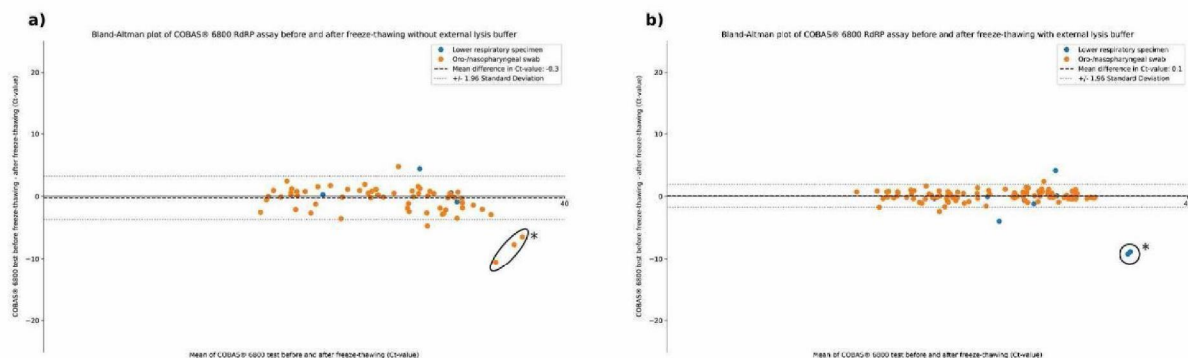 a)
Bland-Altman plot of COBAS® 6800 RdRP assay before and after freeze-thawing without external lysis buffer
Lower respiratory specimen
Oro-/nasopharyngeal swab
Mean difference in Ct-value: -0.3
+/- 1.96 Standard Deviation
COBAS® 6800 test before freeze-thawing - after freeze-thawing (Ct-value)
20
10
0
−10
−20
40
*
Mean of COBAS® 6800 test before and after freeze-thawing (Ct-value)
b)
Bland-Altman plot of COBAS® 6800 RdRP assay before and after freeze-thawing with external lysis buffer
Lower respiratory specimen
Oro-/nasopharyngeal swab
Mean difference in Ct-value: 0.1
+/- 1.96 Standard Deviation
COBAS® 6800 test before freeze-thawing - after freeze-thawing (Ct-value)
20
10
0
−10
−20
4
*
Mean of COBAS® 6800 test before and after freeze-thawing (Ct-value)